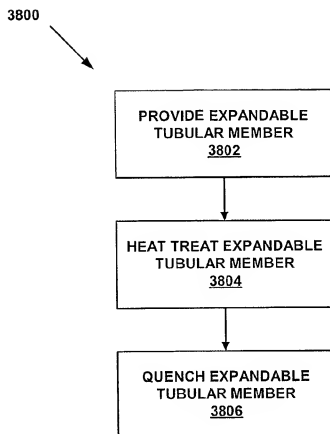 3800
PROVIDE EXPANDABLE
TUBULAR MEMBER
3802
HEAT TREAT EXPANDABLE
TUBULAR MEMBER
3804
QUENCH EXPANDABLE
TUBULAR MEMBER
3806